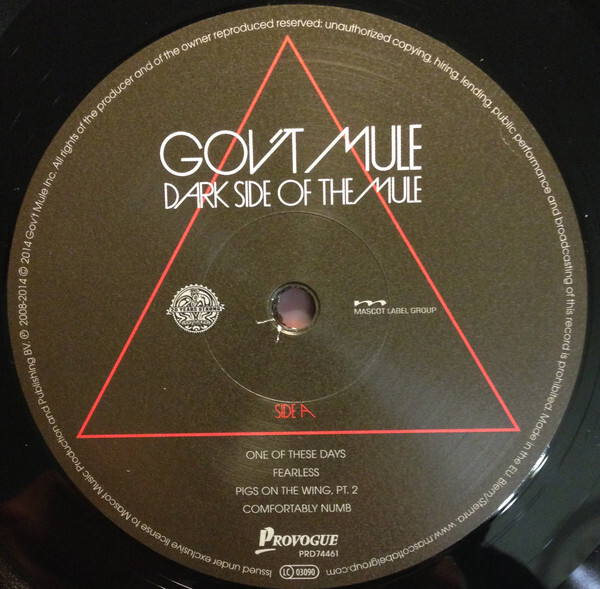 GOV'T MULE
DARK SIDE OF THE MULE
20 YEARS STRONG
MASCOT LABEL GROUP
SIDE A
ONE OF THESE DAYS
FEARLESS
PIGS ON THE WING, PT. 2
COMFORTABLY NUMB
PROVOGUE
PRD74461
LC 03090
issued under exclusive license to Mascot Music Production and Publishing BV. ℗ 2008-2014 © 2014 Gov't Mule Inc. All rights of the producer and of the owner reproduced reserved; unauthorized copying, hiring, lending, public performance and broadcasting of this record is prohibited. Made in the EU. Biem/Stemra. www.mascotlabelgroup.com